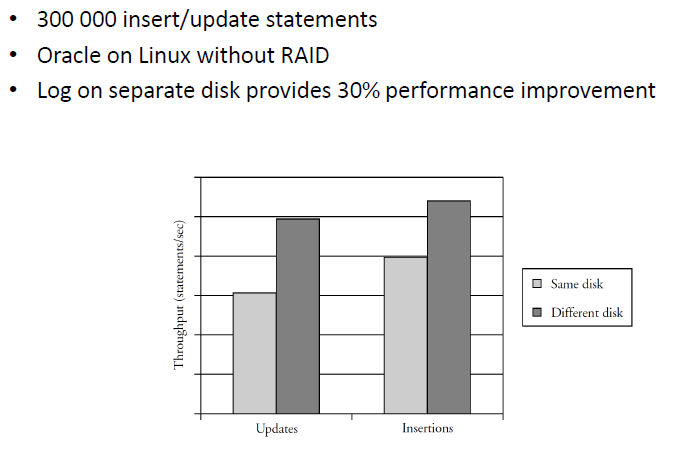 • 300 000 insert/update statements
• Oracle on Linux without RAID
• Log on separate disk provides 30% performance improvement
Throughput (statements/sec)
Same disk
Different disk
Updates
Insertions